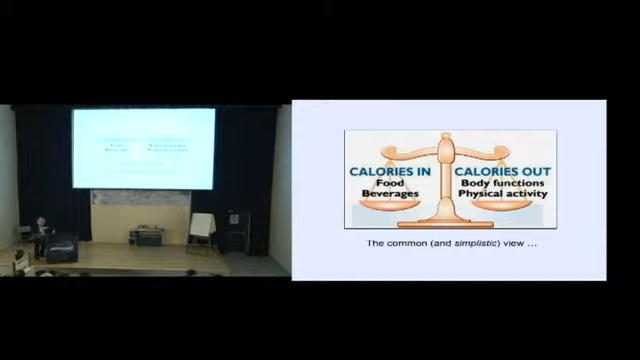 CALORIES IN
Food
Beverages
CALORIES OUT
Body functions
Physical activity
The common (and simplistic) view ...